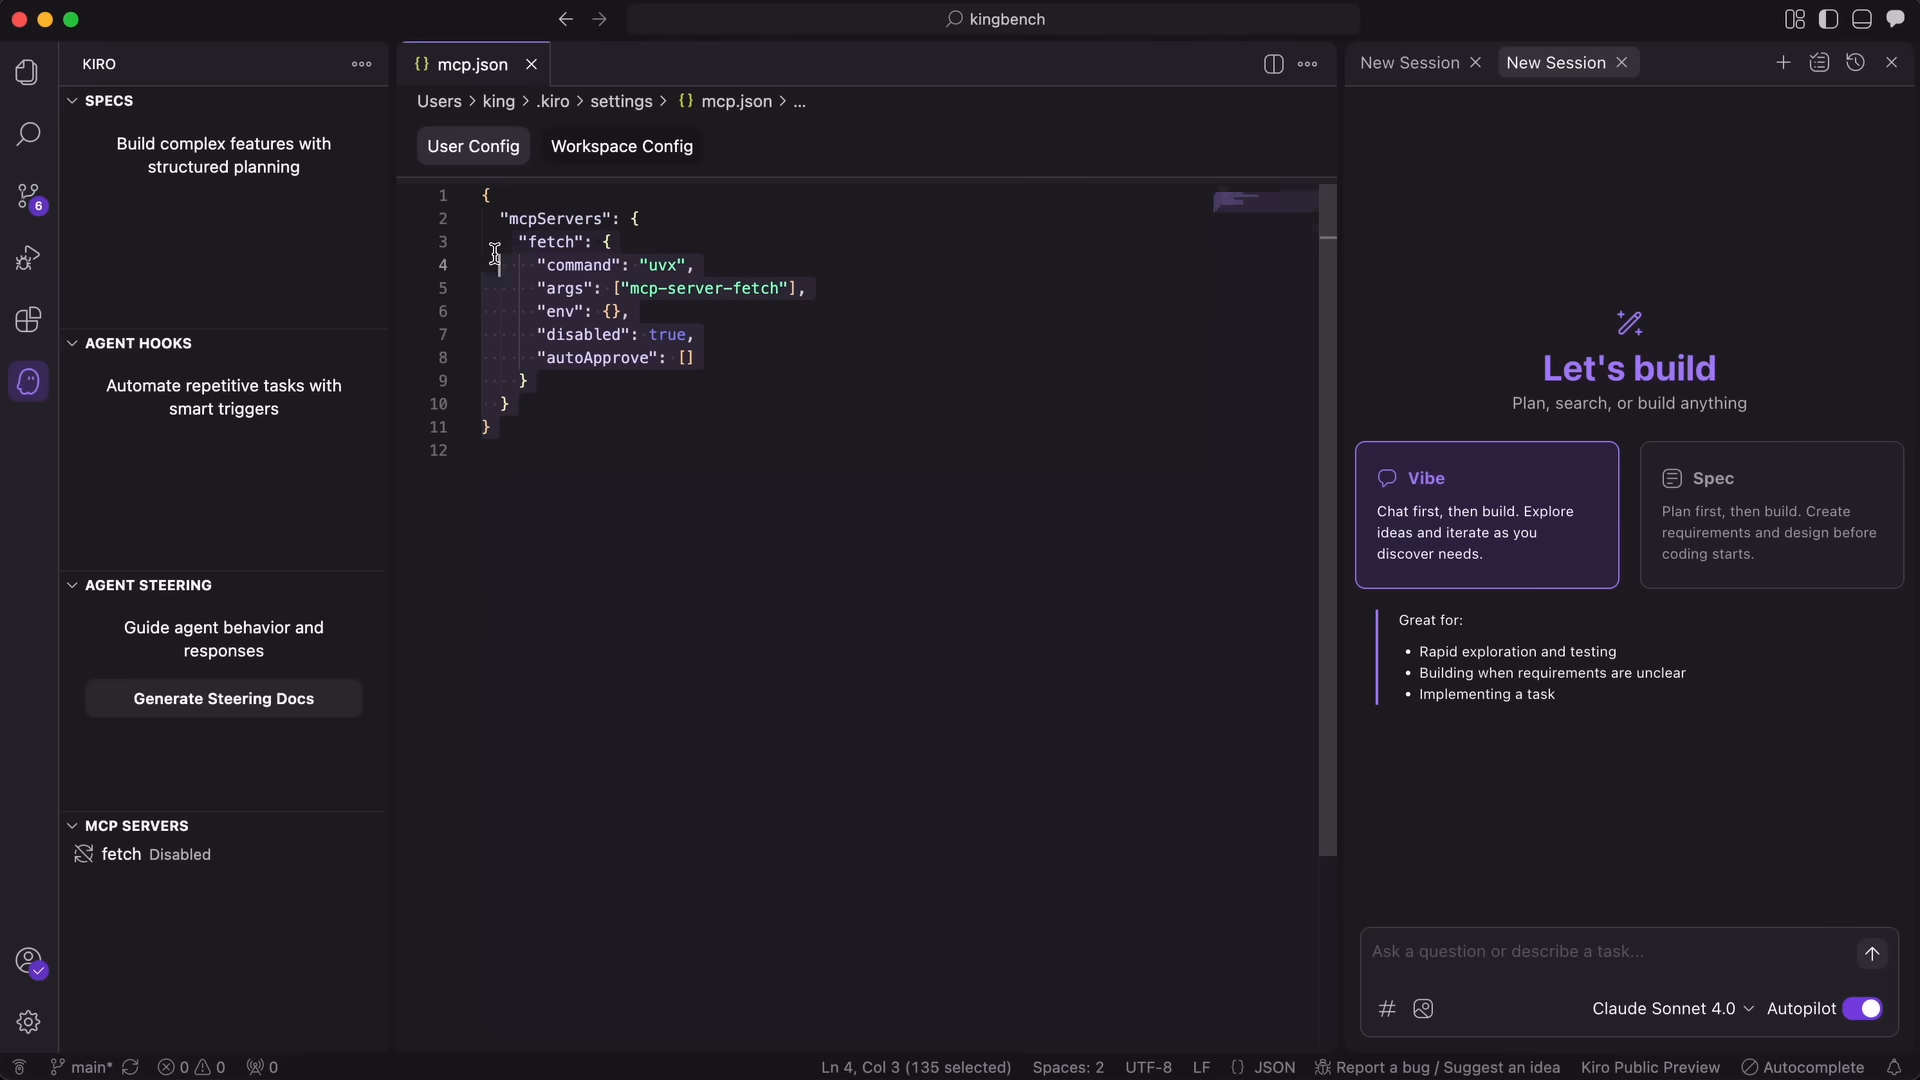 kingbench
KIRO
SPECS
Build complex features with
structured planning
6
AGENT HOOKS
Automate repetitive tasks with
smart triggers
AGENT STEERING
Guide agent behavior and
responses
Generate Steering Docs
MCP SERVERS
fetch Disabled
{} mcp.json
Users > king > .kiro > settings > {} mcp.json > ...
User Config Workspace Config
1 {
2 "mcpServers": {
3 "fetch": {
4 "command": "uvx",
5 "args": ["mcp-server-fetch"],
6 "env": {},
7 "disabled": true,
8 "autoApprove": []
9 }
10 }
11 }
12
New Session New Session
Let's build
Plan, search, or build anything
Vibe
Chat first, then build. Explore
ideas and iterate as you
discover needs.
Spec
Plan first, then build. Create
requirements and design before
coding starts.
Great for:
• Rapid exploration and testing
• Building when requirements are unclear
• Implementing a task
Ask a question or describe a task...
# Claude Sonnet 4.0 Autopilot
main* 0 0 0 Ln 4, Col 3 (135 selected) Spaces: 2 UTF-8 LF {} JSON Report a bug / Suggest an idea Kiro Public Preview Autocomplete